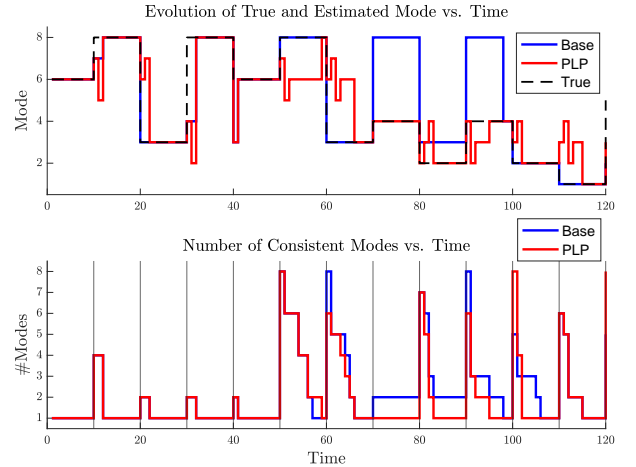 Evolution of True and Estimated Mode vs. Time
8
6
4
2
Mode
Base
PLP
True
0
20
40
60
80
100
120
Number of Consistent Modes vs. Time
Base
PLP
8
7
6
5
4
3
2
1
#Modes
0
20
40
60
80
100
120
Time